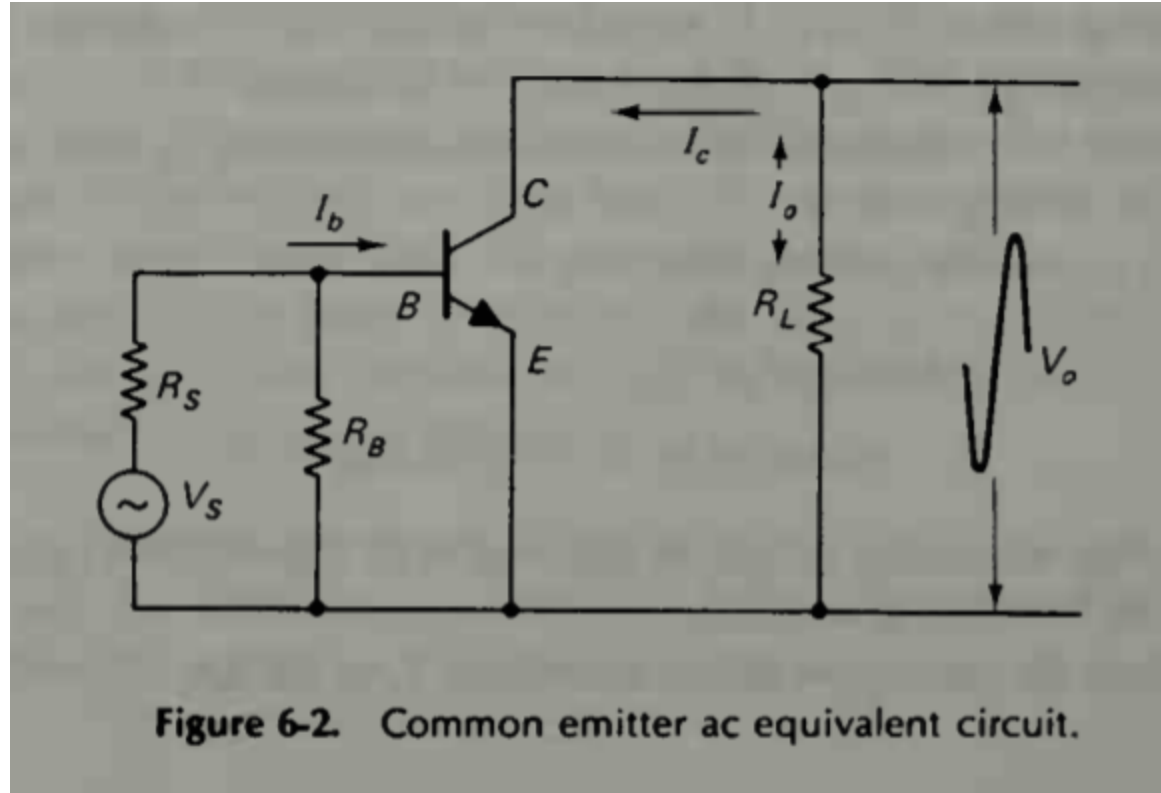 I_c
C
I_o
I_b
B
R_L
E
V_o
R_S
R_B
~ V_S
Figure 6-2. Common emitter ac equivalent circuit.